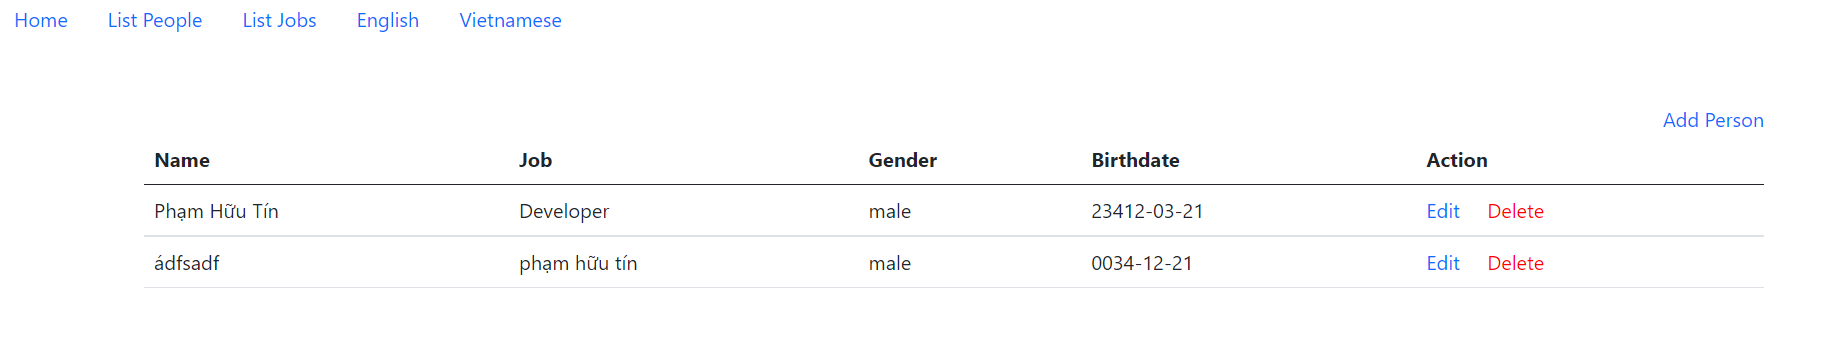 Home List People List Jobs English Vietnamese
Add Person
Name Job Gender Birthdate Action
Phạm Hữu Tín Developer male 23412-03-21 Edit Delete
ádfsadf phạm hữu tín male 0034-12-21 Edit Delete